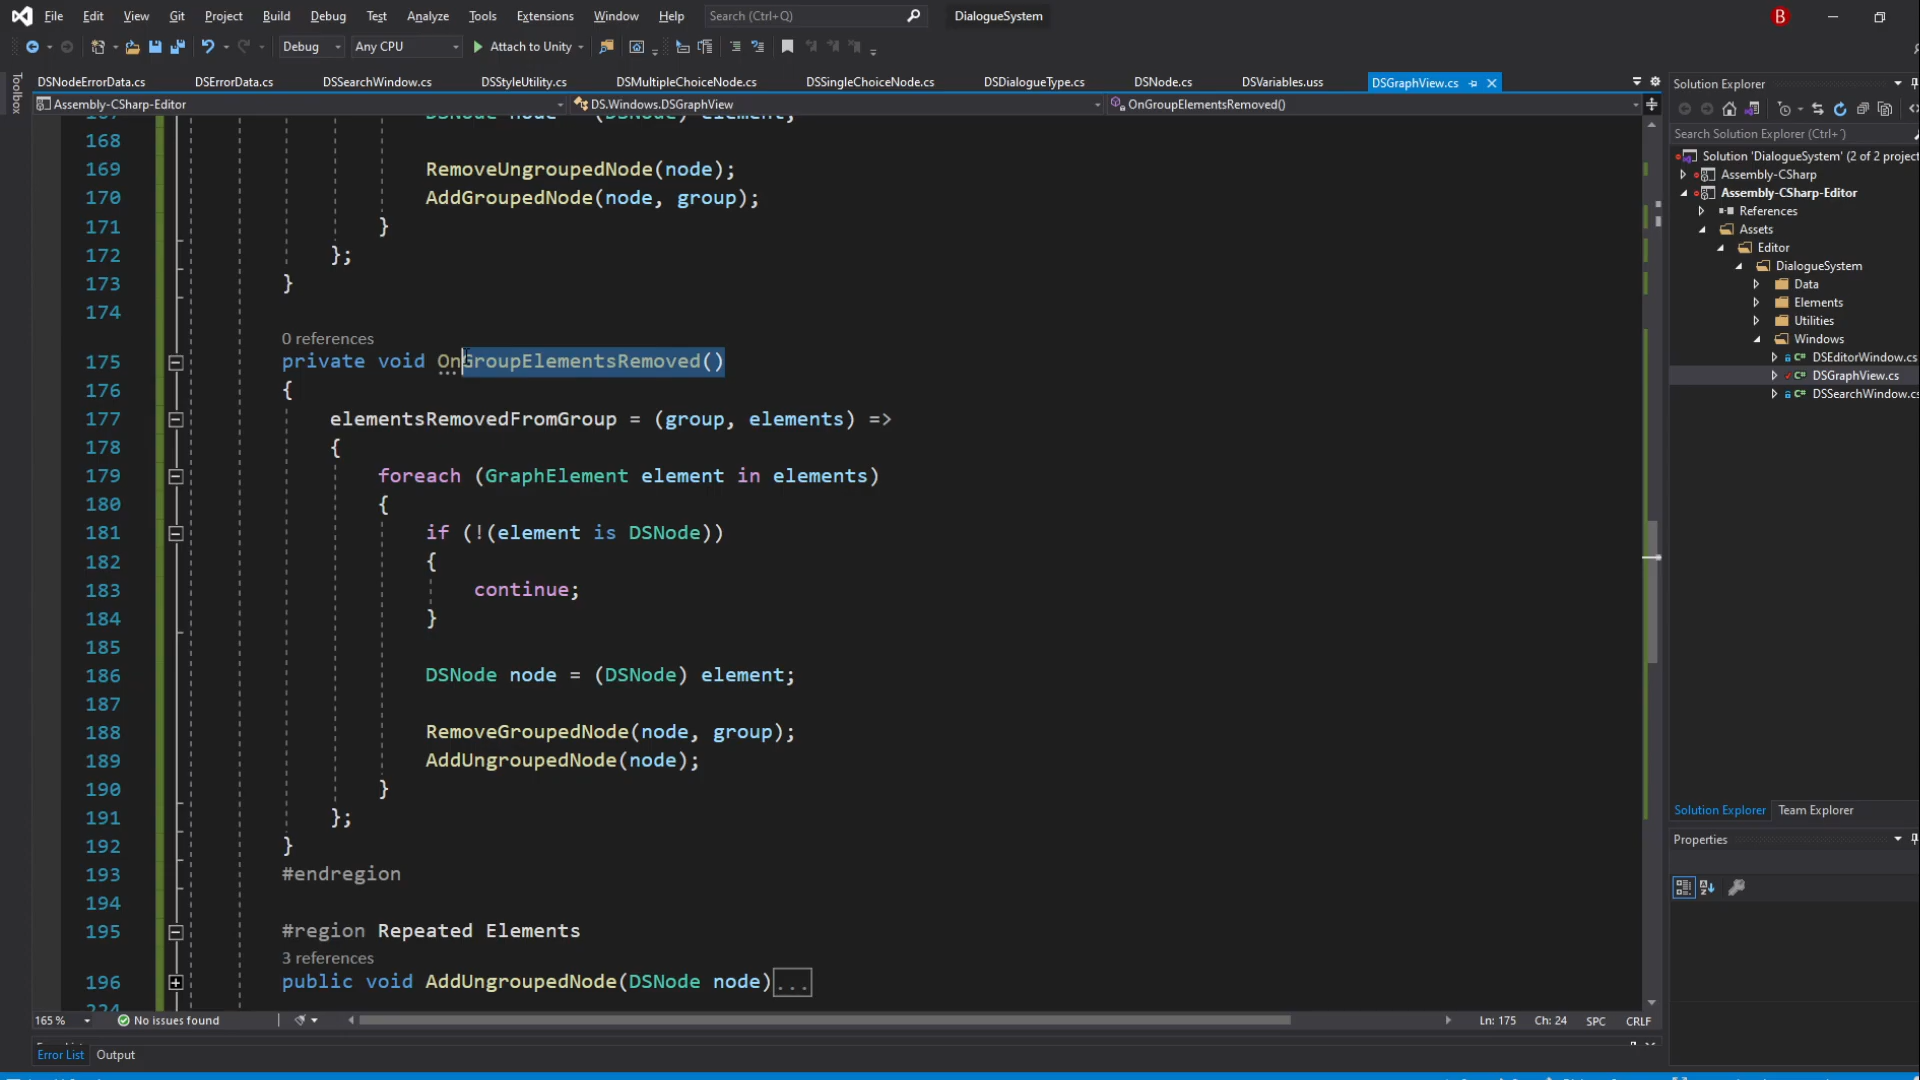 File Edit View Git Project Build Debug Test Analyze Tools Extensions Window Help Search (Ctrl+Q) DialogueSystem B
Debug Any CPU Attach to Unity
DSNodeErrorData.cs DSErrorData.cs DSSearchWindow.cs DSStyleUtility.cs DSMultipleChoiceNode.cs DSSingleChoiceNode.cs DSDialogueType.cs DSNode.cs DSVariables.uss DSGraphView.cs
Toolbox
Assembly-CSharp-Editor DS.Windows.DSGraphView OnGroupElementsRemoved()
167 DSNode node = (DSNode) element;
168
169 RemoveUngroupedNode(node);
170 AddGroupedNode(node, group);
171 }
172 };
173 }
174
0 references
175 private void OnGroupElementsRemoved()
176 {
177 elementsRemovedFromGroup = (group, elements) =>
178 {
179 foreach (GraphElement element in elements)
180 {
181 if (!(element is DSNode))
182 {
183 continue;
184 }
185
186 DSNode node = (DSNode) element;
187
188 RemoveGroupedNode(node, group);
189 AddUngroupedNode(node);
190 }
191 };
192 }
193 #endregion
194
195 #region Repeated Elements
3 references
196 public void AddUngroupedNode(DSNode node)...
224
165 % No issues found Ln: 175 Ch: 24 SPC CRLF
Error List Output
Solution Explorer
Search Solution Explorer (Ctrl+
Solution 'DialogueSystem' (2 of 2 project
Assembly-CSharp
Assembly-CSharp-Editor
References
Assets
Editor
DialogueSystem
Data
Elements
Utilities
Windows
DSEditorWindow.cs
DSGraphView.cs
DSSearchWindow.cs
Solution Explorer Team Explorer
Properties